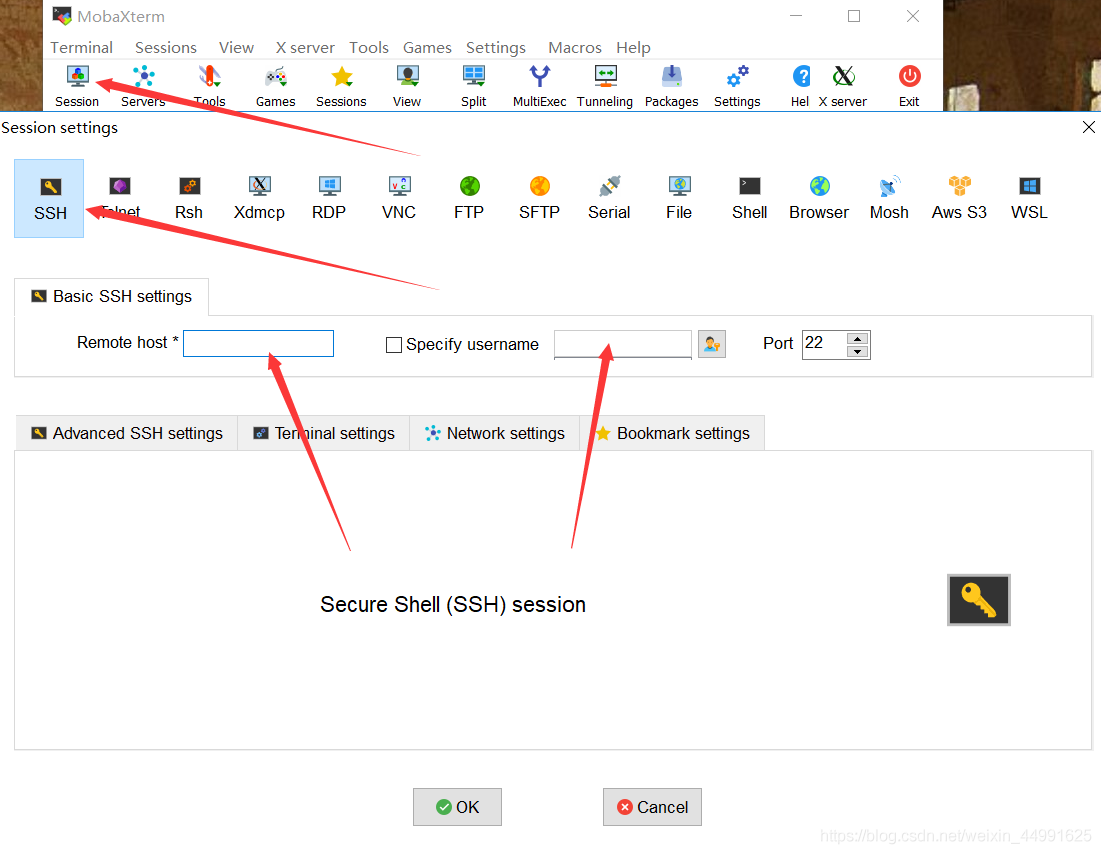 MobaXterm
Terminal Sessions View X server Tools Games Settings Macros Help
Session Servers Tools Games Sessions View Split MultiExec Tunneling Packages Settings Hel X server Exit
Session settings
SSH Telnet Rsh Xdmcp RDP VNC FTP SFTP Serial File Shell Browser Mosh Aws S3 WSL
Basic SSH settings
Remote host * Specify username Port 22
Advanced SSH settings Terminal settings Network settings Bookmark settings
Secure Shell (SSH) session
OK Cancel
https://blog.csdn.net/weixin_44991625